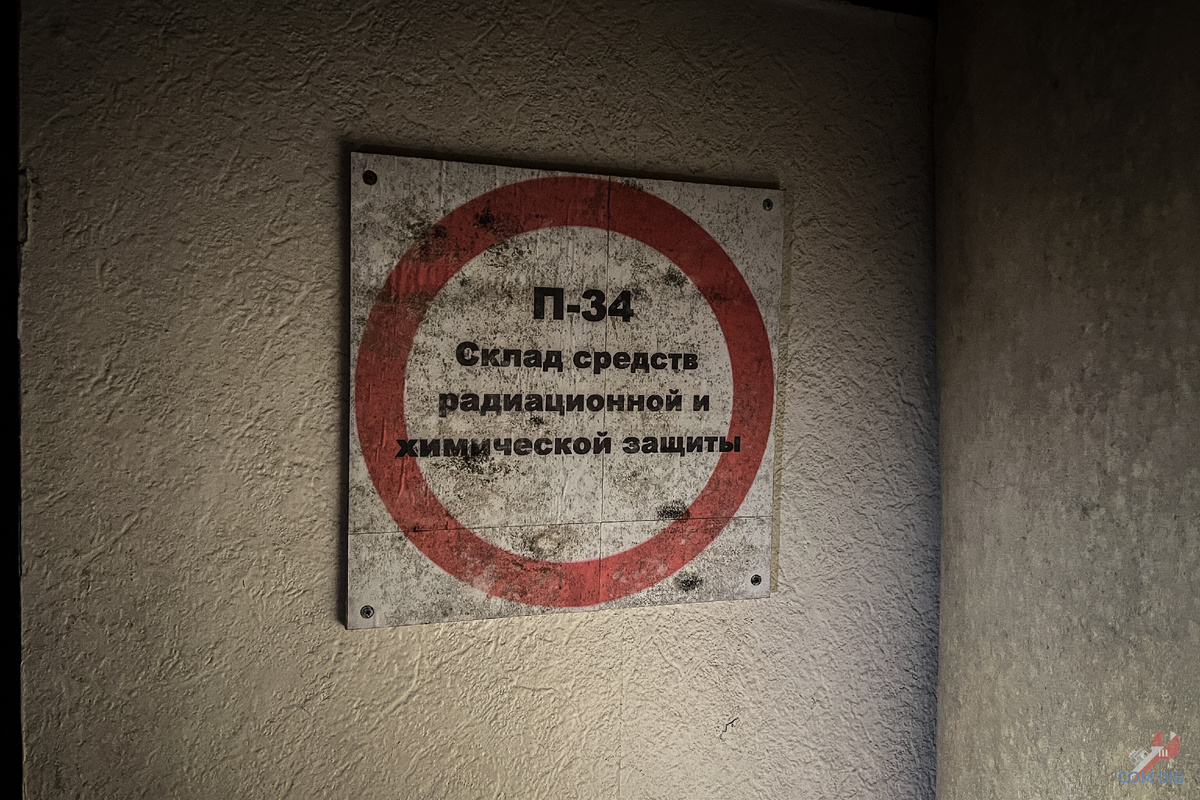 П-34
Склад средств
радиационной и
химической защиты